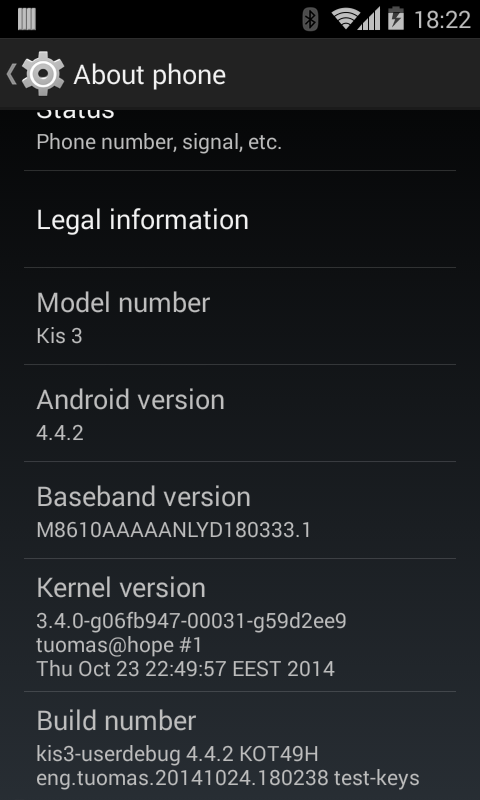 18:22
About phone
Status
Phone number, signal, etc.
Legal information
Model number
Kis 3
Android version
4.4.2
Baseband version
M8610AAAAANLYD180333.1
Kernel version
3.4.0-g06fb947-00031-g59d2ee9
tuomas@hope #1
Thu Oct 23 22:49:57 EEST 2014
Build number
kis3-userdebug 4.4.2 KOT49H
eng.tuomas.20141024.180238 test-keys